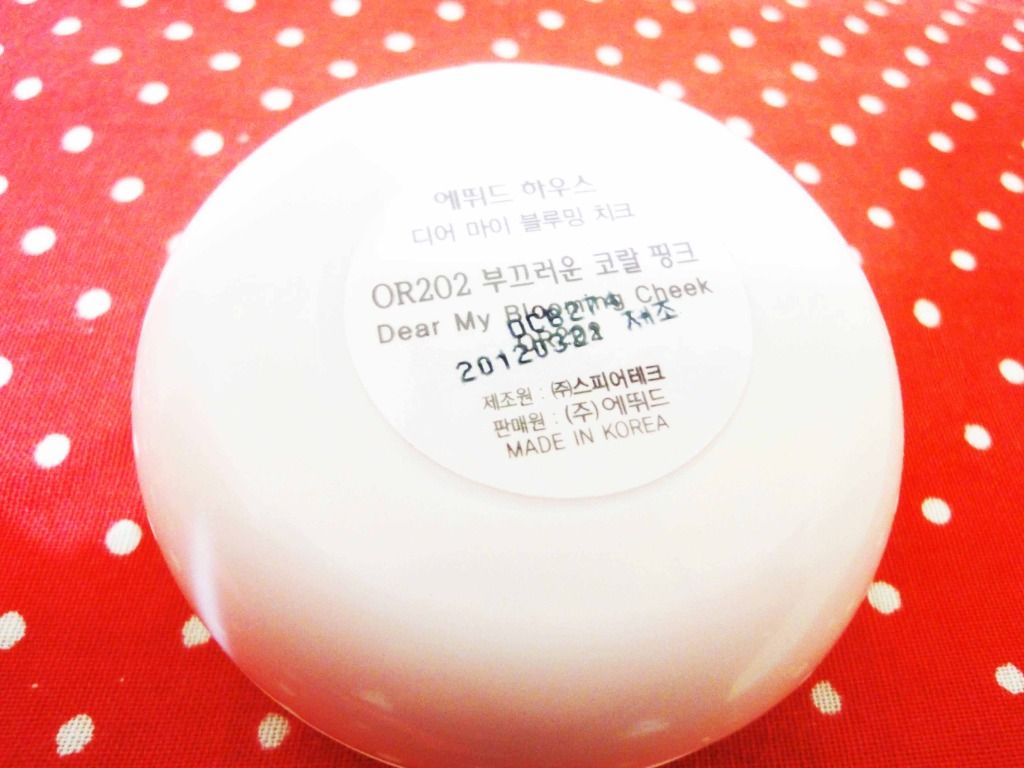 에뛰드 하우스
디어 마이 블루밍 치크
OR202 부끄러운 코랄 핑크
Dear My Blooming Cheek
OR202
제조
제조원 : ㈜스피어테크
판매원 : (주)에뛰드
MADE IN KOREA